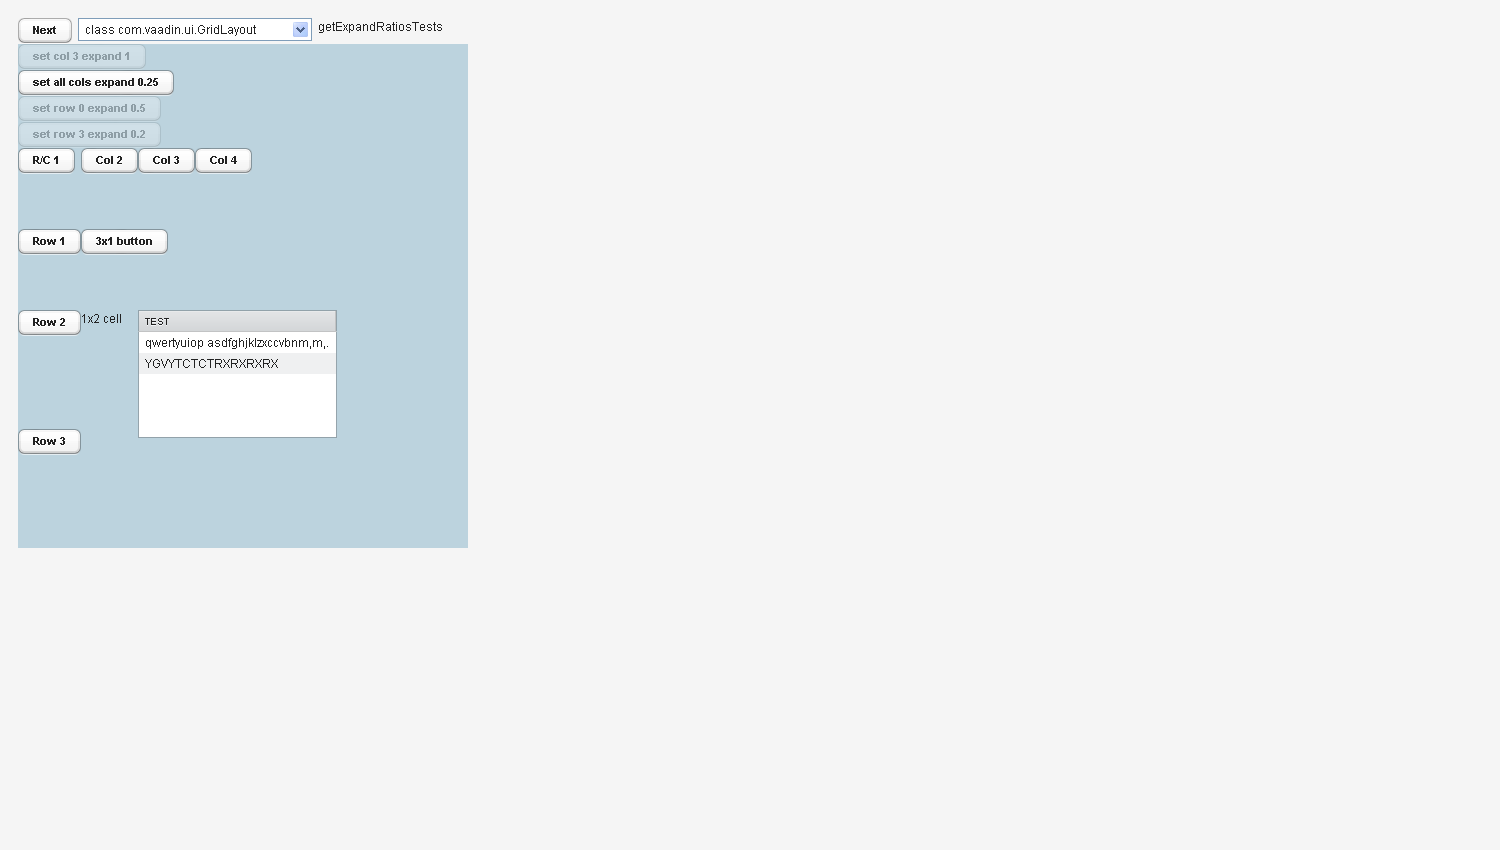 Next
class com.vaadin.ui.GridLayout
getExpandRatiosTests
set col 3 expand 1
set all cols expand 0.25
set row 0 expand 0.5
set row 3 expand 0.2
R/C 1 Col 2 Col 3 Col 4
Row 1 3x1 button
Row 2 1x2 cell
TEST
qwertyuiop asdfghjklzxccvbnm,m,.
YGVYTCTCTRXRXRXRX
Row 3